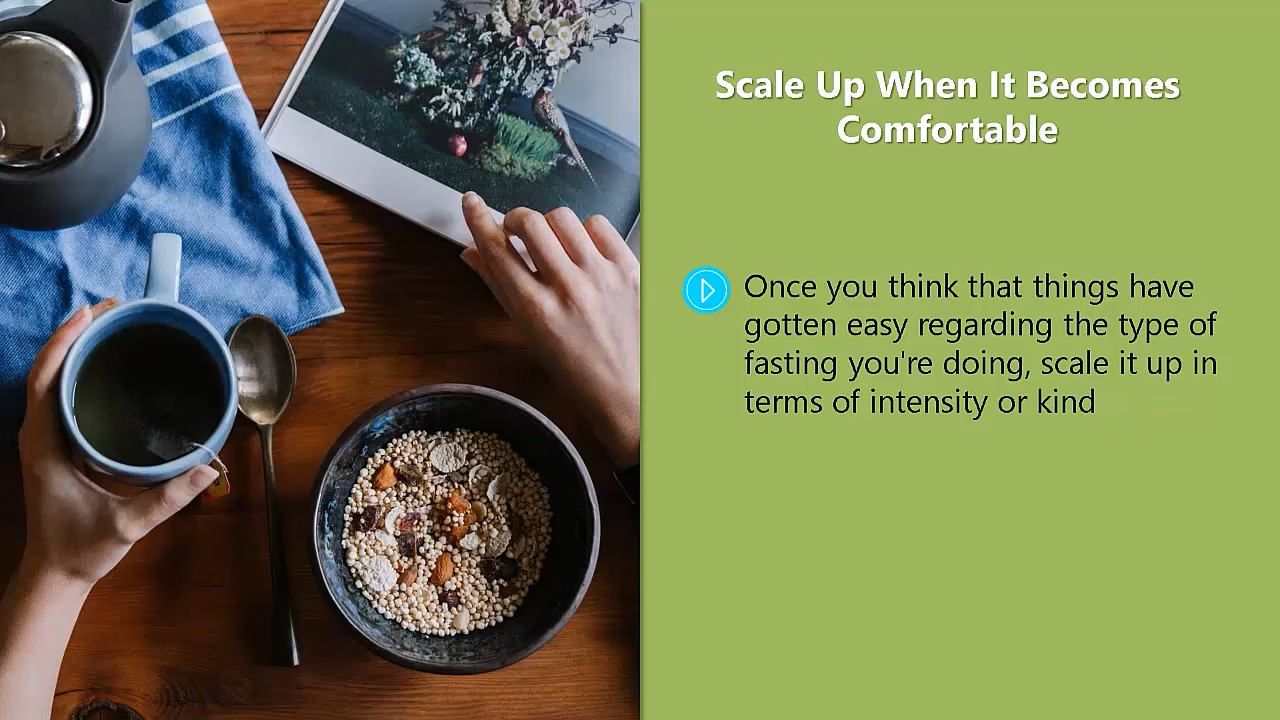 Scale Up When It Becomes
Comfortable
Once you think that things have
gotten easy regarding the type of
fasting you're doing, scale it up in
terms of intensity or kind